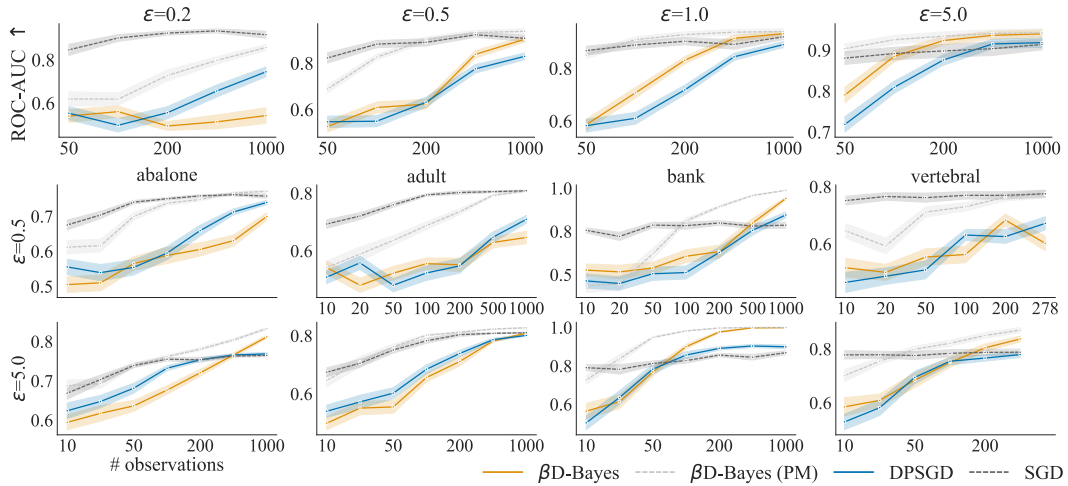 ε=0.2 ε=0.5 ε=1.0 ε=5.0
ROC-AUC ↑
0.8 0.6
0.8 0.6
0.8 0.6
0.9 0.8 0.7
50 200 1000 50 200 1000 50 200 1000 50 200 1000
abalone adult bank vertebral
ε=0.5
0.7 0.6 0.5
0.8 0.6
1.0 0.8 0.5
0.8 0.6
10 50 200 1000 10 20 50 100 200 500 1000 10 20 50 100 200 500 1000 10 20 50 100 200 278
ε=5.0
0.8 0.7 0.6
0.8 0.6
1.0 0.8 0.6
0.8 0.6
10 50 200 1000 10 50 200 1000 10 50 200 1000 10 50 200
# observations
βD-Bayes βD-Bayes (PM) DPSGD SGD